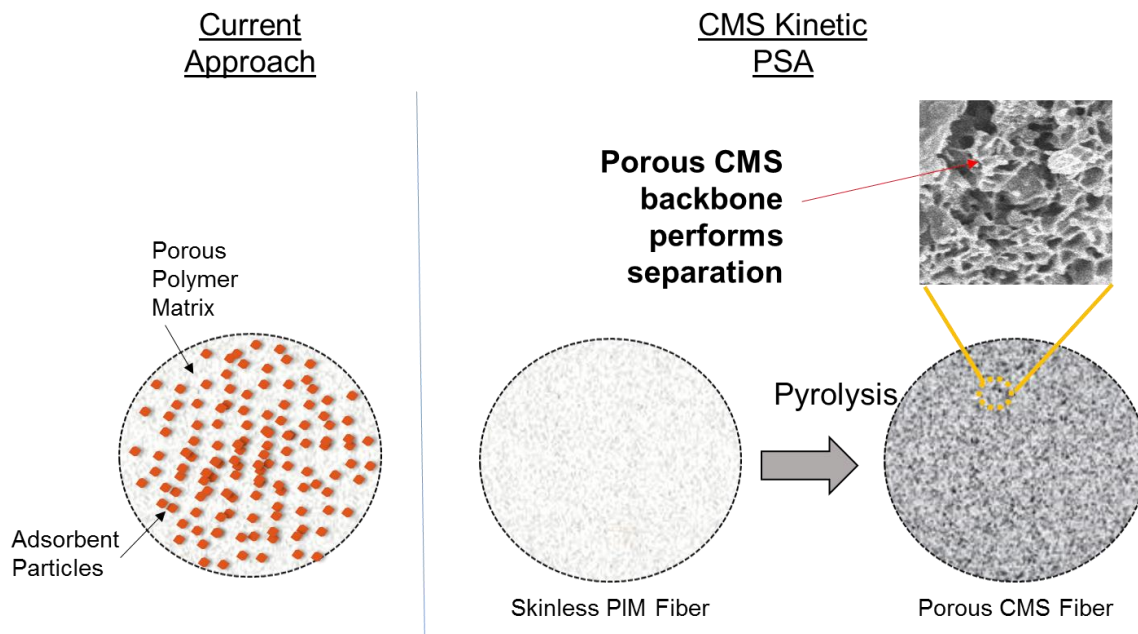 Current
Approach
CMS Kinetic
PSA
Porous CMS
backbone
performs
separation
Porous
Polymer
Matrix
Adsorbent
Particles
Pyrolysis
Skinless PIM Fiber
Porous CMS Fiber